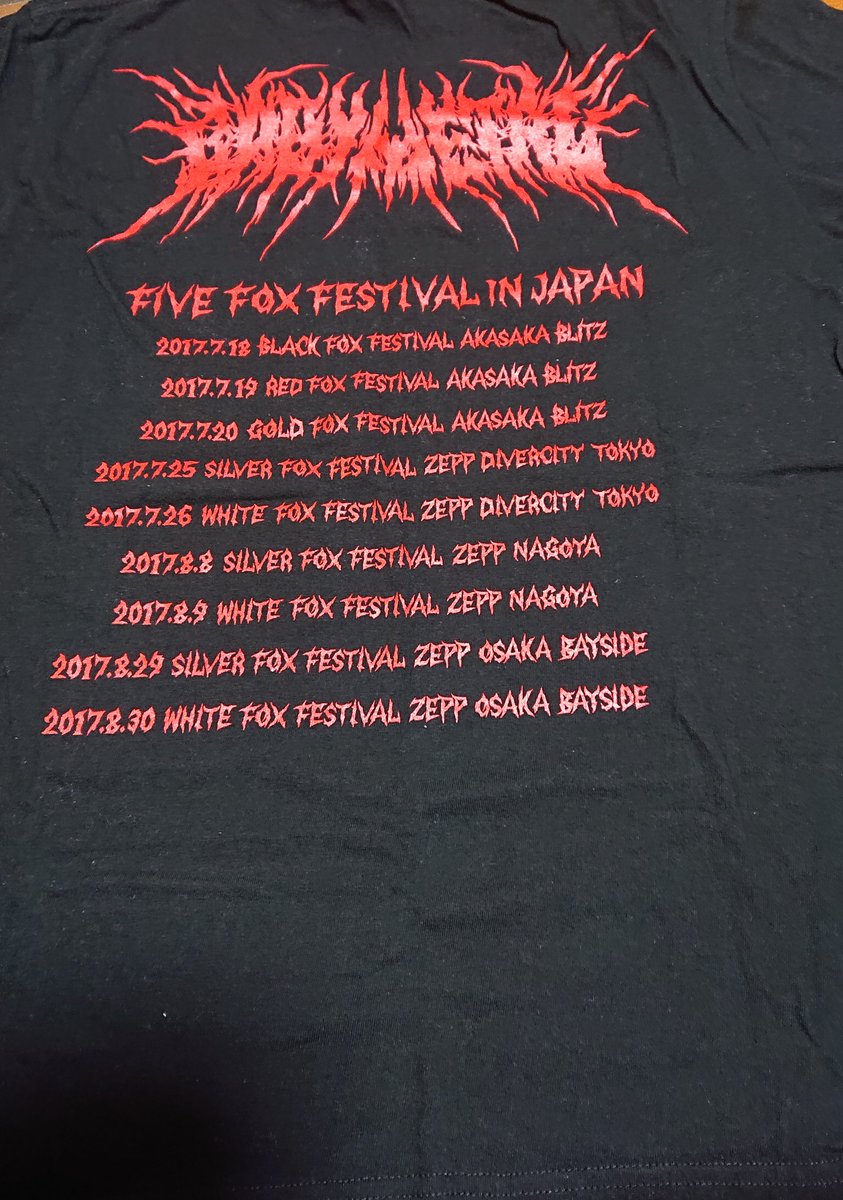 BABYMETAL
FIVE FOX FESTIVAL IN JAPAN
2017.7.18 BLACK FOX FESTIVAL AKASAKA BLITZ
2017.7.19 RED FOX FESTIVAL AKASAKA BLITZ
2017.7.20 GOLD FOX FESTIVAL AKASAKA BLITZ
2017.7.25 SILVER FOX FESTIVAL ZEPP DIVERCITY TOKYO
2017.7.26 WHITE FOX FESTIVAL ZEPP DIVERCITY TOKYO
2017.8.8 SILVER FOX FESTIVAL ZEPP NAGOYA
2017.8.9 WHITE FOX FESTIVAL ZEPP NAGOYA
2017.8.29 SILVER FOX FESTIVAL ZEPP OSAKA BAYSIDE
2017.8.30 WHITE FOX FESTIVAL ZEPP OSAKA BAYSIDE